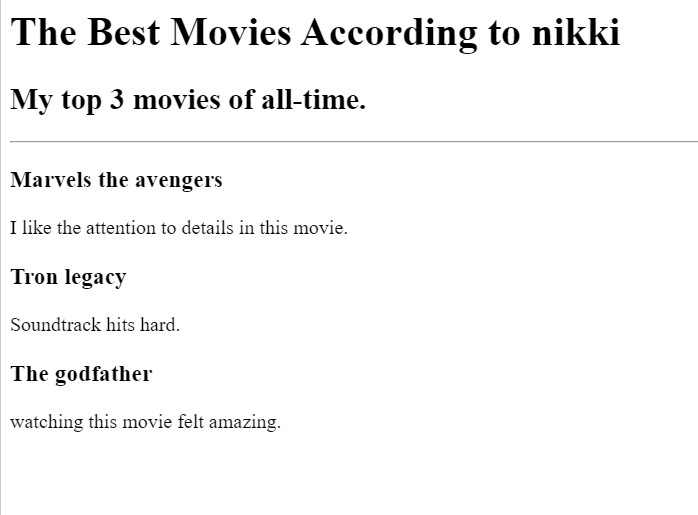 The Best Movies According to nikki
My top 3 movies of all-time.
Marvels the avengers
I like the attention to details in this movie.
Tron legacy
Soundtrack hits hard.
The godfather
watching this movie felt amazing.